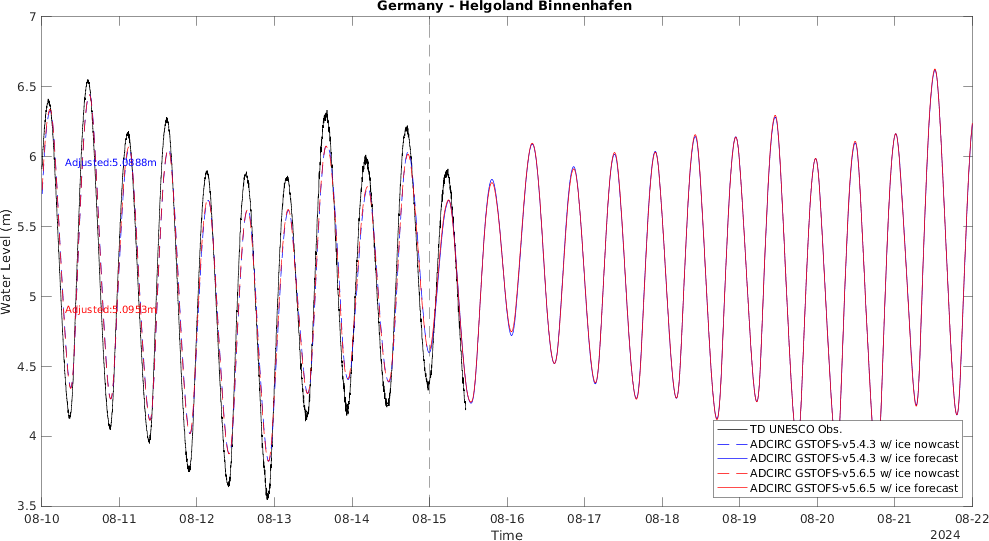 Germany - Helgoland Binnenhafen
7
6.5
6
5.5
5
4.5
4
3.5
Water Level (m)
Adjusted:5.0888m
Adjusted:5.0953m
TD UNESCO Obs.
ADCIRC GSTOFS-v5.4.3 w/ ice nowcast
ADCIRC GSTOFS-v5.4.3 w/ ice forecast
ADCIRC GSTOFS-v5.6.5 w/ ice nowcast
ADCIRC GSTOFS-v5.6.5 w/ ice forecast
08-10 08-11 08-12 08-13 08-14 08-15 08-16 08-17 08-18 08-19 08-20 08-21 08-22
Time
2024